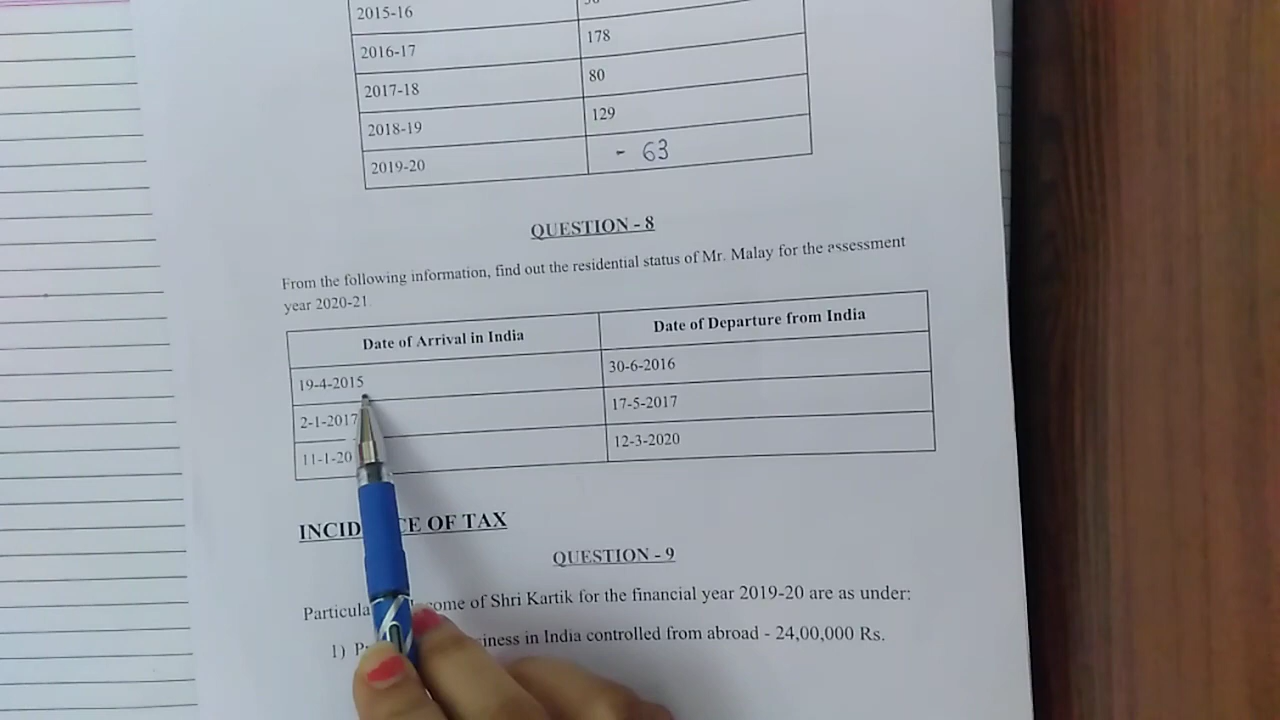 2015-16
2016-17 178
2017-18 80
2018-19 129
2019-20 - 63
QUESTION - 8
From the following information, find out the residential status of Mr. Malay for the assessment
year 2020-21
Date of Arrival in India Date of Departure from India
19-4-2015 30-6-2016
2-1-2017 17-5-2017
11-1-20 12-3-2020
INCID CE OF TAX
QUESTION - 9
Particula come of Shri Kartik for the financial year 2019-20 are as under:
1) P iness in India controlled from abroad - 24,00,000 Rs.